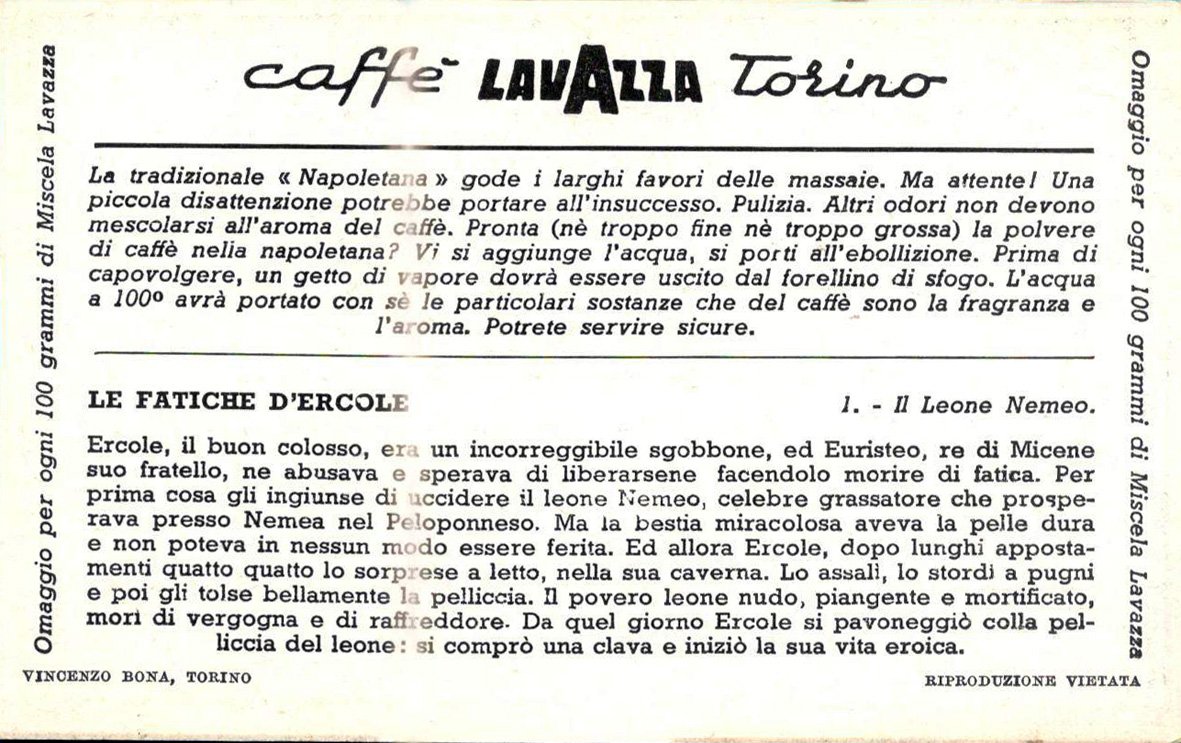 caffè LAVAZZA Torino
La tradizionale « Napoletana » gode i larghi favori delle massaie. Ma attente! Una
piccola disattenzione potrebbe portare all'insuccesso. Pulizia. Altri odori non devono
mescolarsi all'aroma del caffè. Pronta (nè troppo fine nè troppo grossa) la polvere
di caffè nella napoletana? Vi si aggiunge l'acqua, si porti all'ebollizione. Prima di
capovolgere, un getto di vapore dovrà essere uscito dal forellino di sfogo. L'acqua
a 100º avrà portato con sè le particolari sostanze che del caffè sono la fragranza e
l'aroma. Potrete servire sicure.
LE FATICHE D'ERCOLE
1. - Il Leone Nemeo.
Ercole, il buon colosso, era un incorreggibile sgobbone, ed Euristeo, re di Micene
suo fratello, ne abusava e sperava di liberarsene facendolo morire di fatica. Per
prima cosa gli ingiunse di uccidere il leone Nemeo, celebre grassatore che prospe-
rava presso Nemea nel Peloponneso. Ma la bestia miracolosa aveva la pelle dura
e non poteva in nessun modo essere ferita. Ed allora Ercole, dopo lunghi apposta-
menti quatto quatto lo sorprese a letto, nella sua caverna. Lo assalì, lo stordì a pugni
e poi gli tolse bellamente la pelliccia. Il povero leone nudo, piangente e mortificato,
morì di vergogna e di raffreddore. Da quel giorno Ercole si pavoneggiò colla pel-
liccia del leone: si comprò una clava e iniziò la sua vita eroica.
VINCENZO BONA, TORINO
RIPRODUZIONE VIETATA
Omaggio per ogni 100 grammi di Miscela Lavazza
Omaggio per ogni 100 grammi di Miscela Lavazza